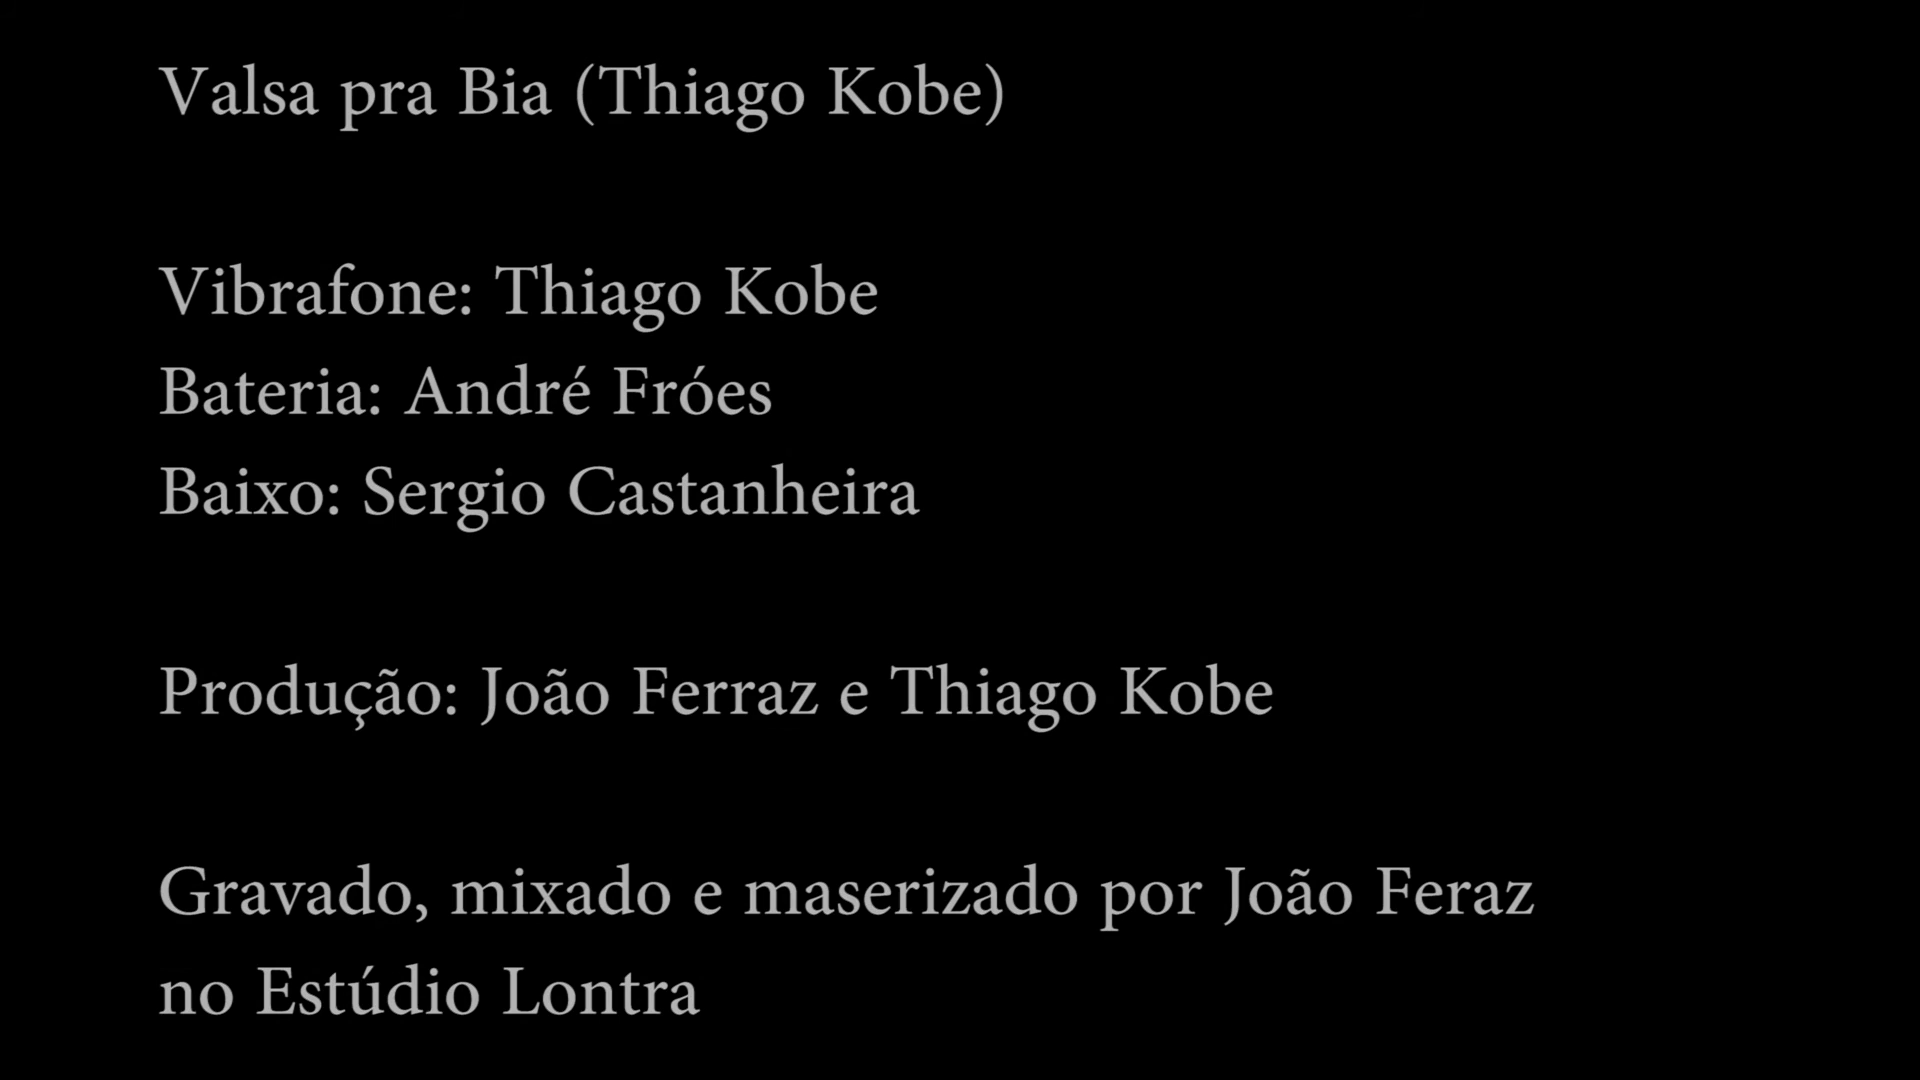 Valsa pra Bia (Thiago Kobe)
Vibrafone: Thiago Kobe
Bateria: André Fróes
Baixo: Sergio Castanheira
Produção: João Ferraz e Thiago Kobe
Gravado, mixado e maserizado por João Feraz
no Estúdio Lontra